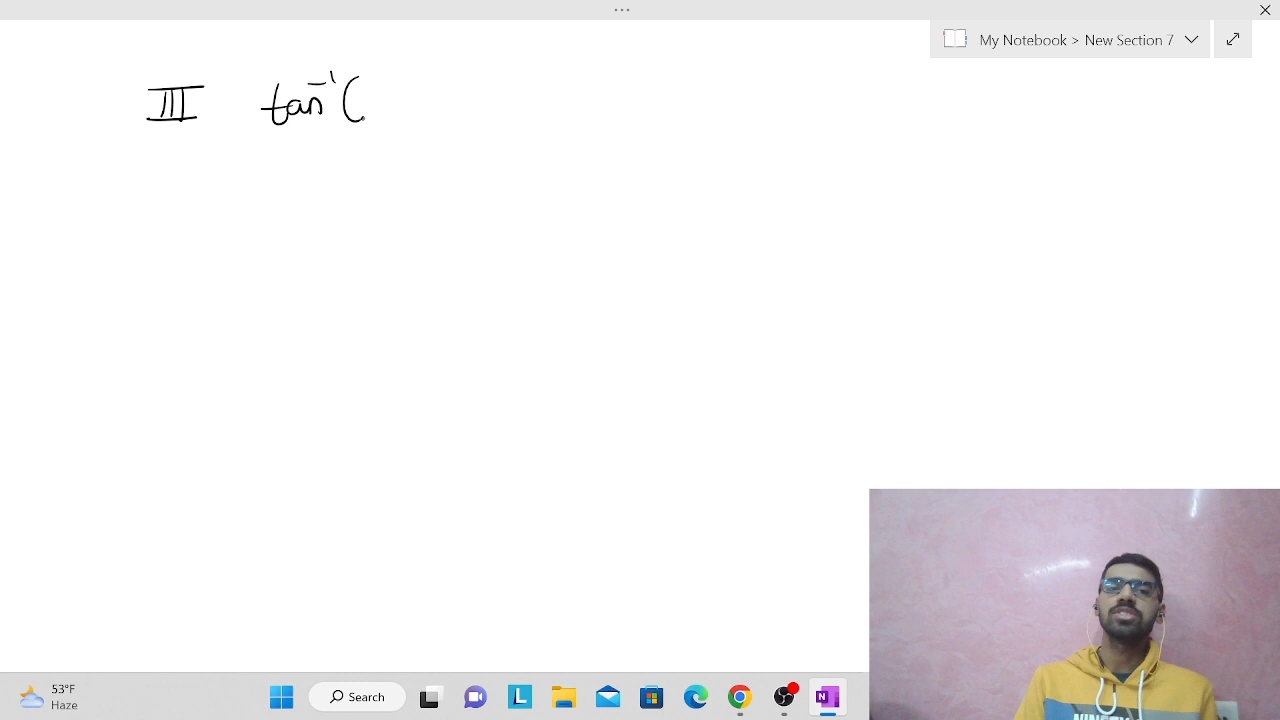 My Notebook > New Section 7
III tan⁻¹(
53°F
Haze
Search